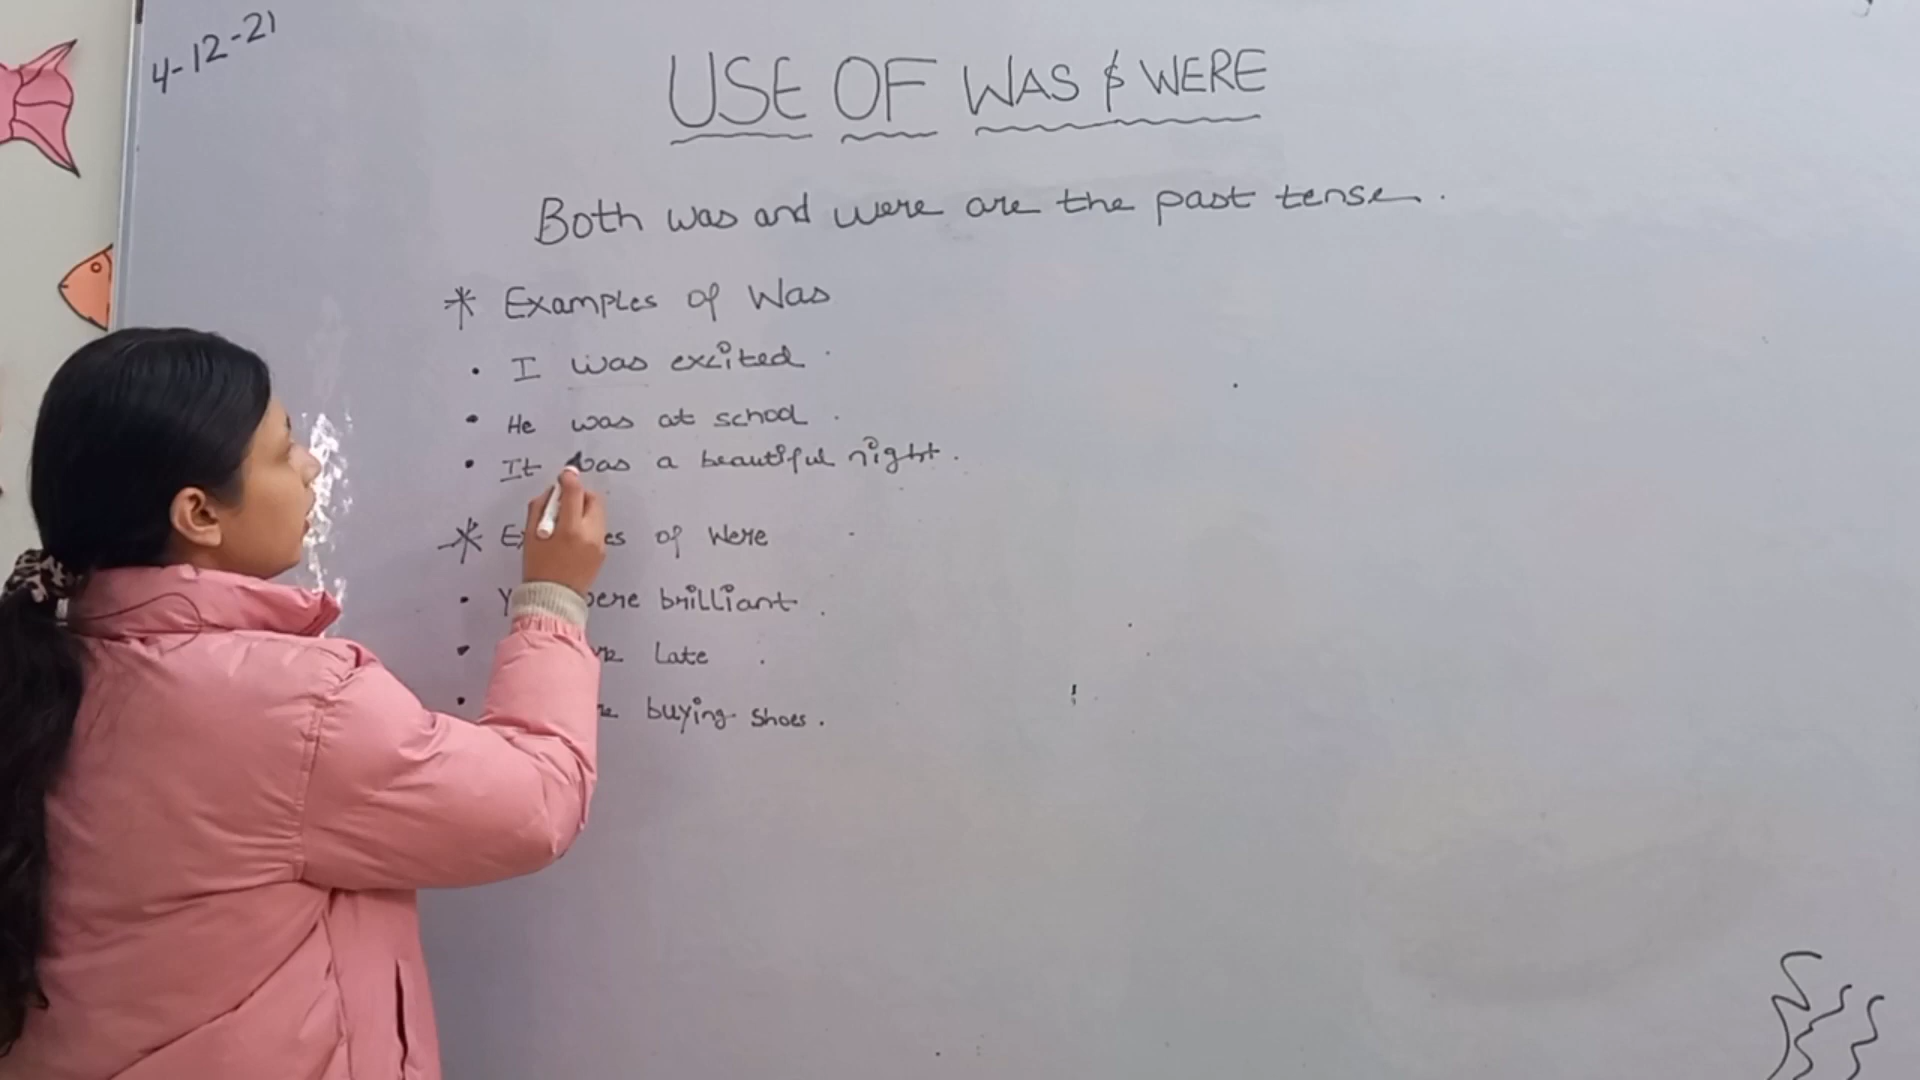 4-12-21
USE OF WAS & WERE
Both was and were are the past tense.
* Examples of Was
• I was excited.
• He was at school.
• It was a beautiful night.
* of Were
• were brilliant.
• Late.
• buying shoes.